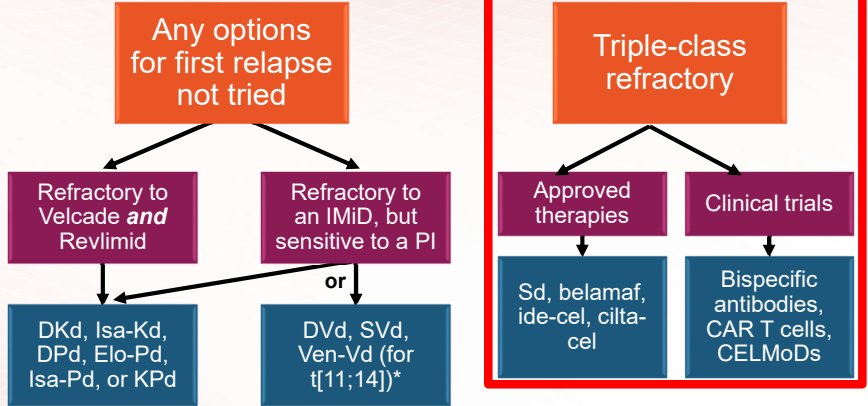 Any options
for first relapse
not tried
Triple-class
refractory
Refractory to
Velcade and
Revlimid
Refractory to
an IMiD, but
sensitive to a PI
Approved
therapies
Clinical trials
or
DKd, Isa-Kd,
DPd, Elo-Pd,
Isa-Pd, or KPd
DVd, SVd,
Ven-Vd (for
t[11;14])*
Sd, belamaf,
ide-cel, cilta-
cel
Bispecific
antibodies,
CAR T cells,
CELMoDs